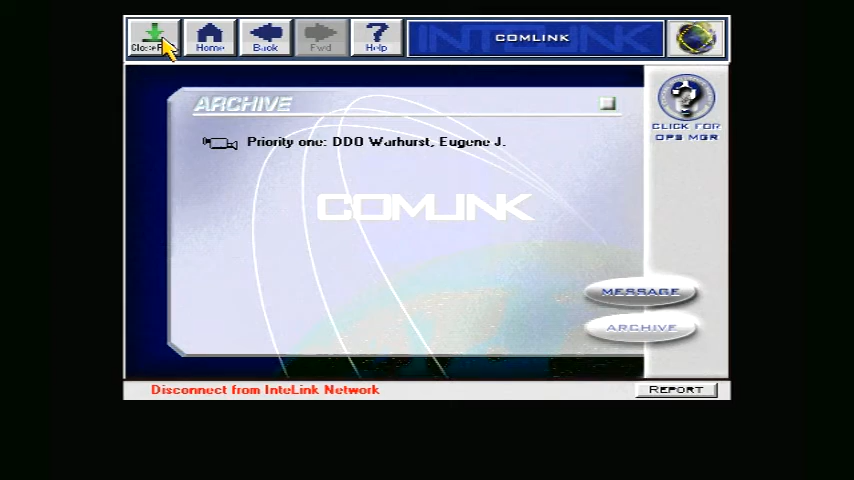 Home
Back
Fwd
Help
INTELINK
COMLINK
ARCHIVE
CLICK FOR
OPS MGR
Priority one: DDO Warhurst, Eugene J.
COMLINK
MESSAGE
ARCHIVE
Disconnect from InteLink Network
REPORT